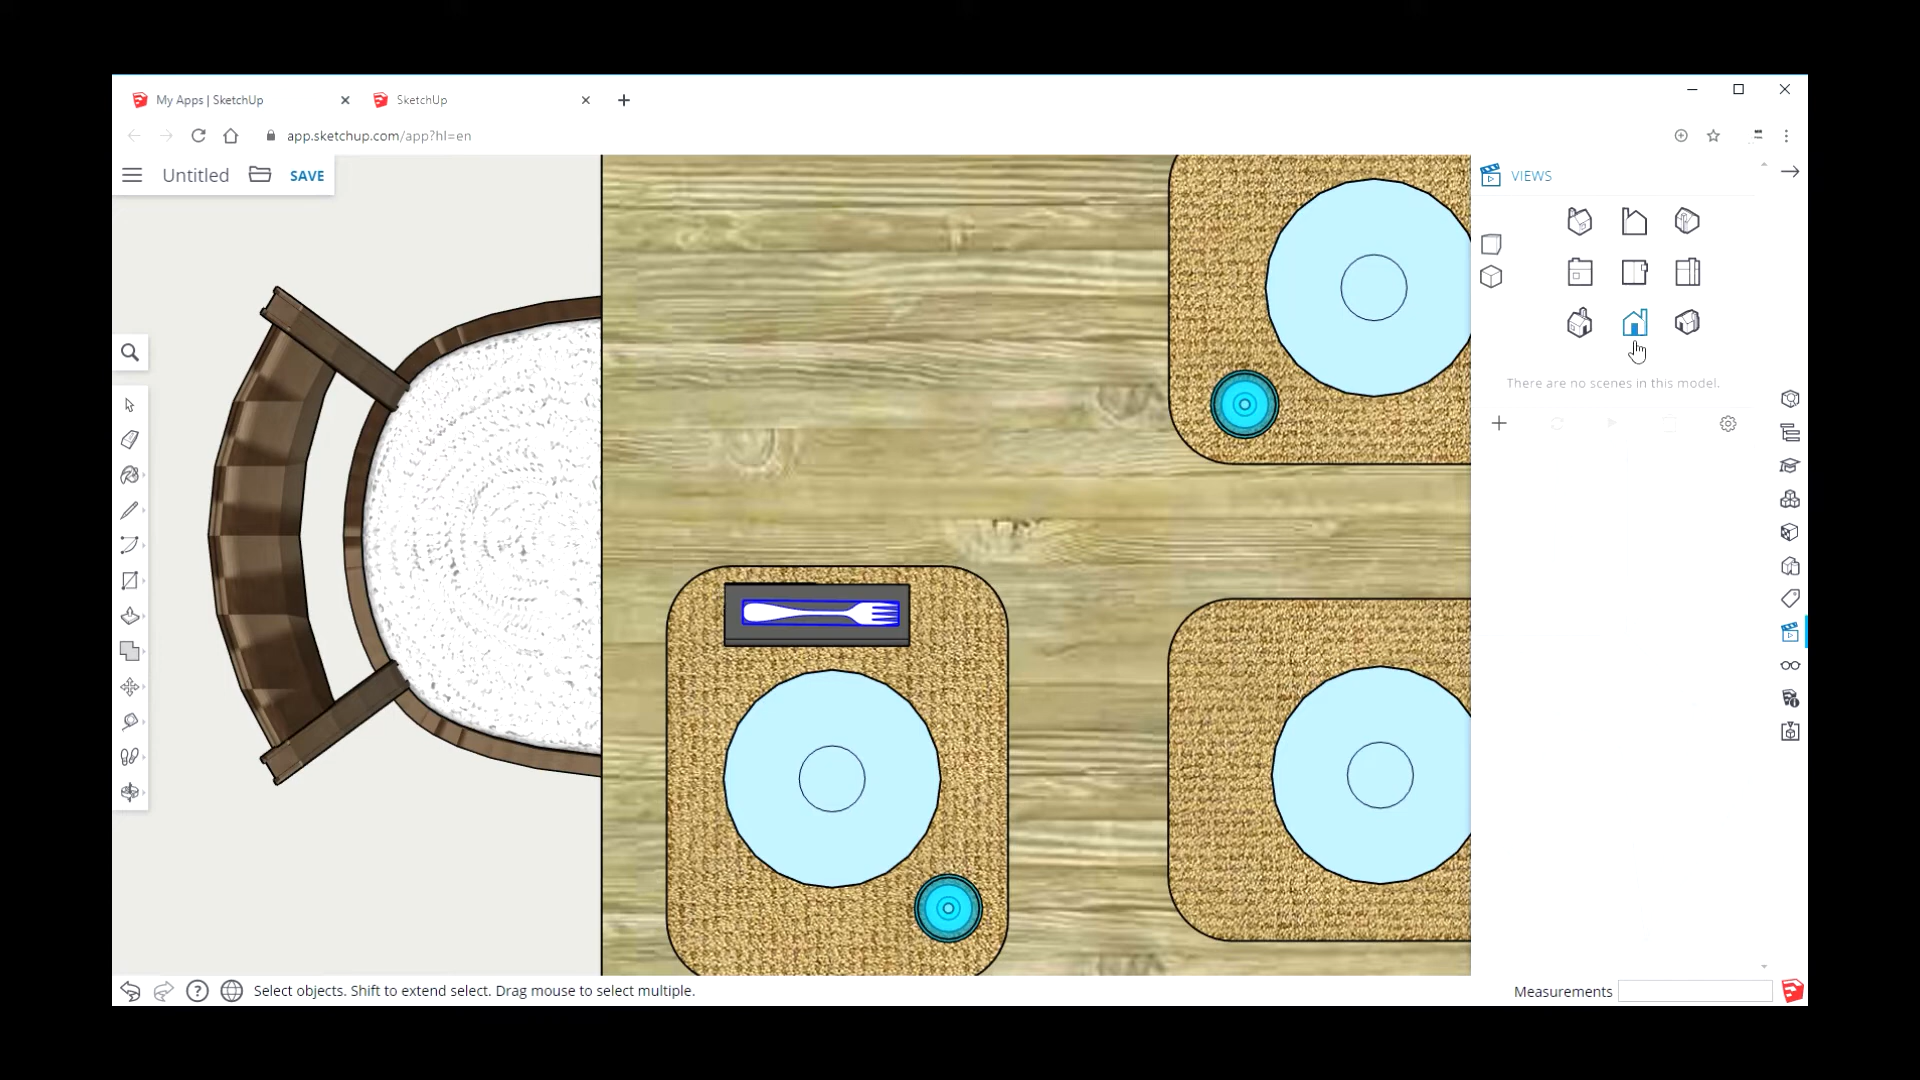 My Apps | SketchUp
SketchUp
app.sketchup.com/app?hl=en
Untitled
SAVE
VIEWS
There are no scenes in this model.
Select objects. Shift to extend select. Drag mouse to select multiple.
Measurements